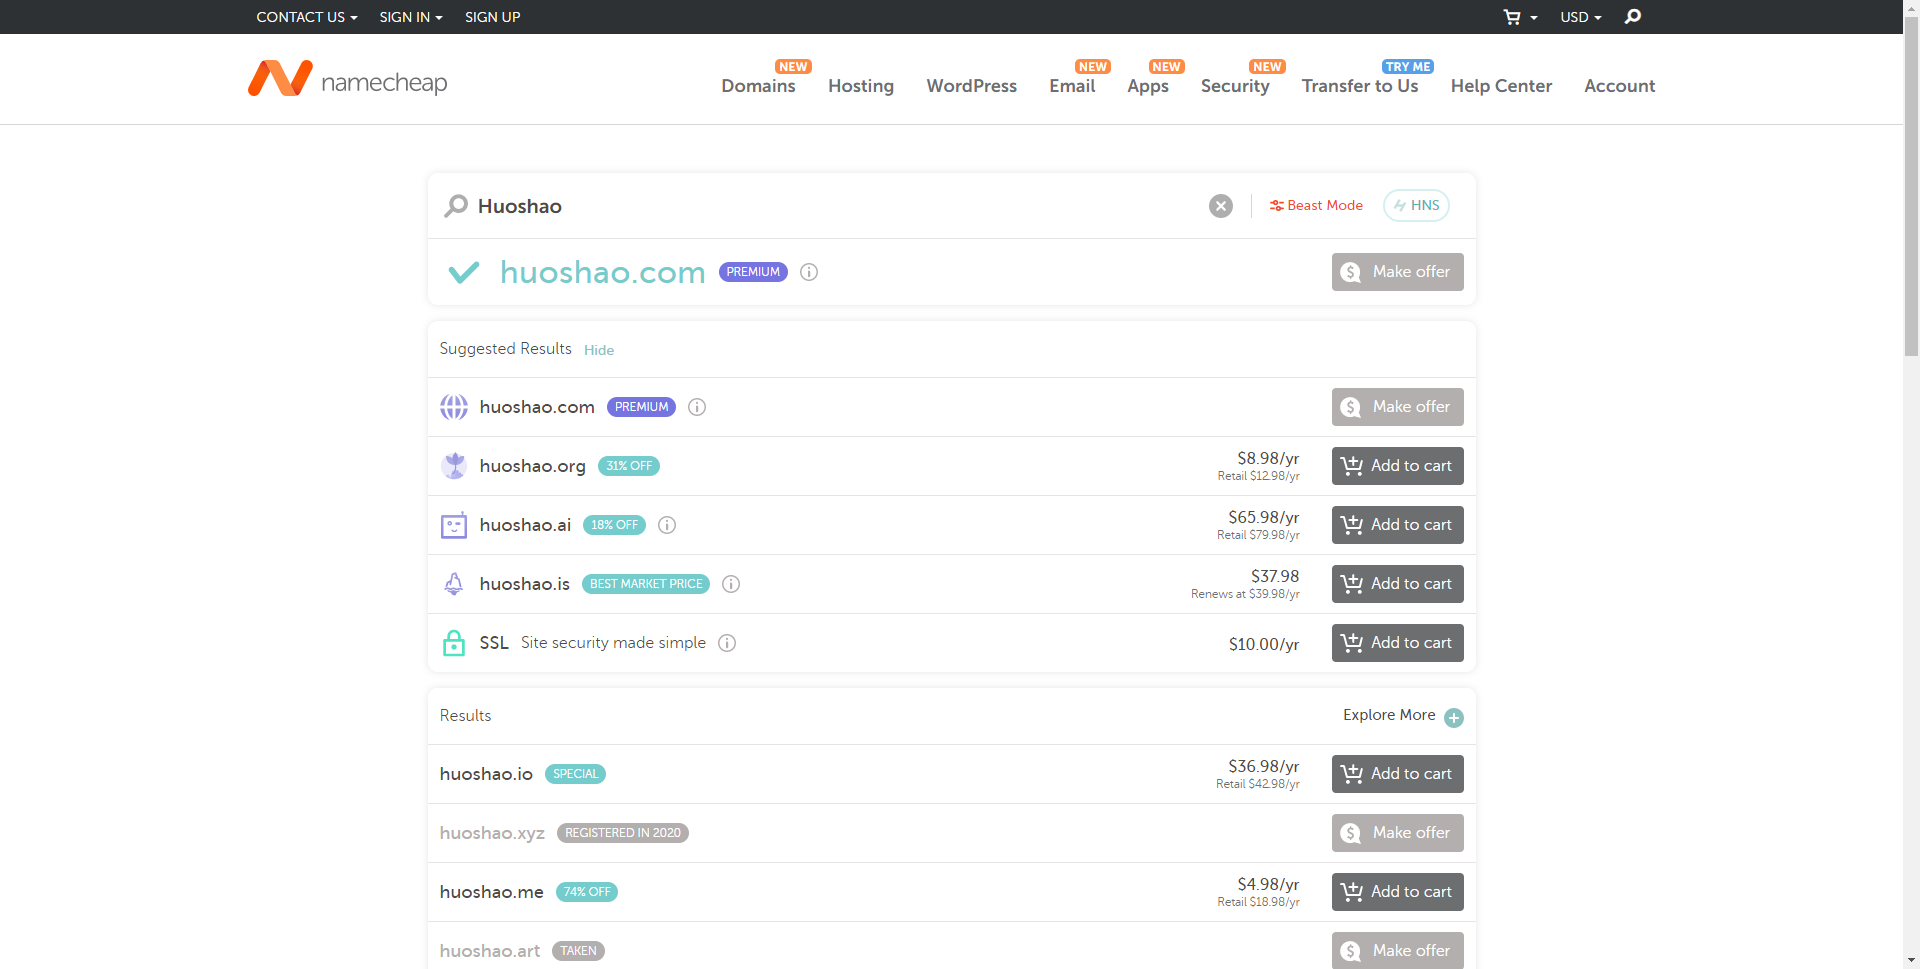 CONTACT US SIGN IN SIGN UP USD
namecheap
NEW NEW NEW NEW TRY ME
Domains Hosting WordPress Email Apps Security Transfer to Us Help Center Account
Huoshao Beast Mode HNS
huoshao.com PREMIUM Make offer
Suggested Results Hide
huoshao.com PREMIUM Make offer
huoshao.org 31% OFF $8.98/yr Add to cart
Retail $12.98/yr
huoshao.ai 18% OFF $65.98/yr Add to cart
Retail $79.98/yr
huoshao.is BEST MARKET PRICE $37.98 Add to cart
Renews at $39.98/yr
SSL Site security made simple $10.00/yr Add to cart
Results Explore More
huoshao.io SPECIAL $36.98/yr Add to cart
Retail $42.98/yr
huoshao.xyz REGISTERED IN 2020 Make offer
huoshao.me 74% OFF $4.98/yr Add to cart
Retail $18.98/yr
huoshao.art TAKEN Make offer